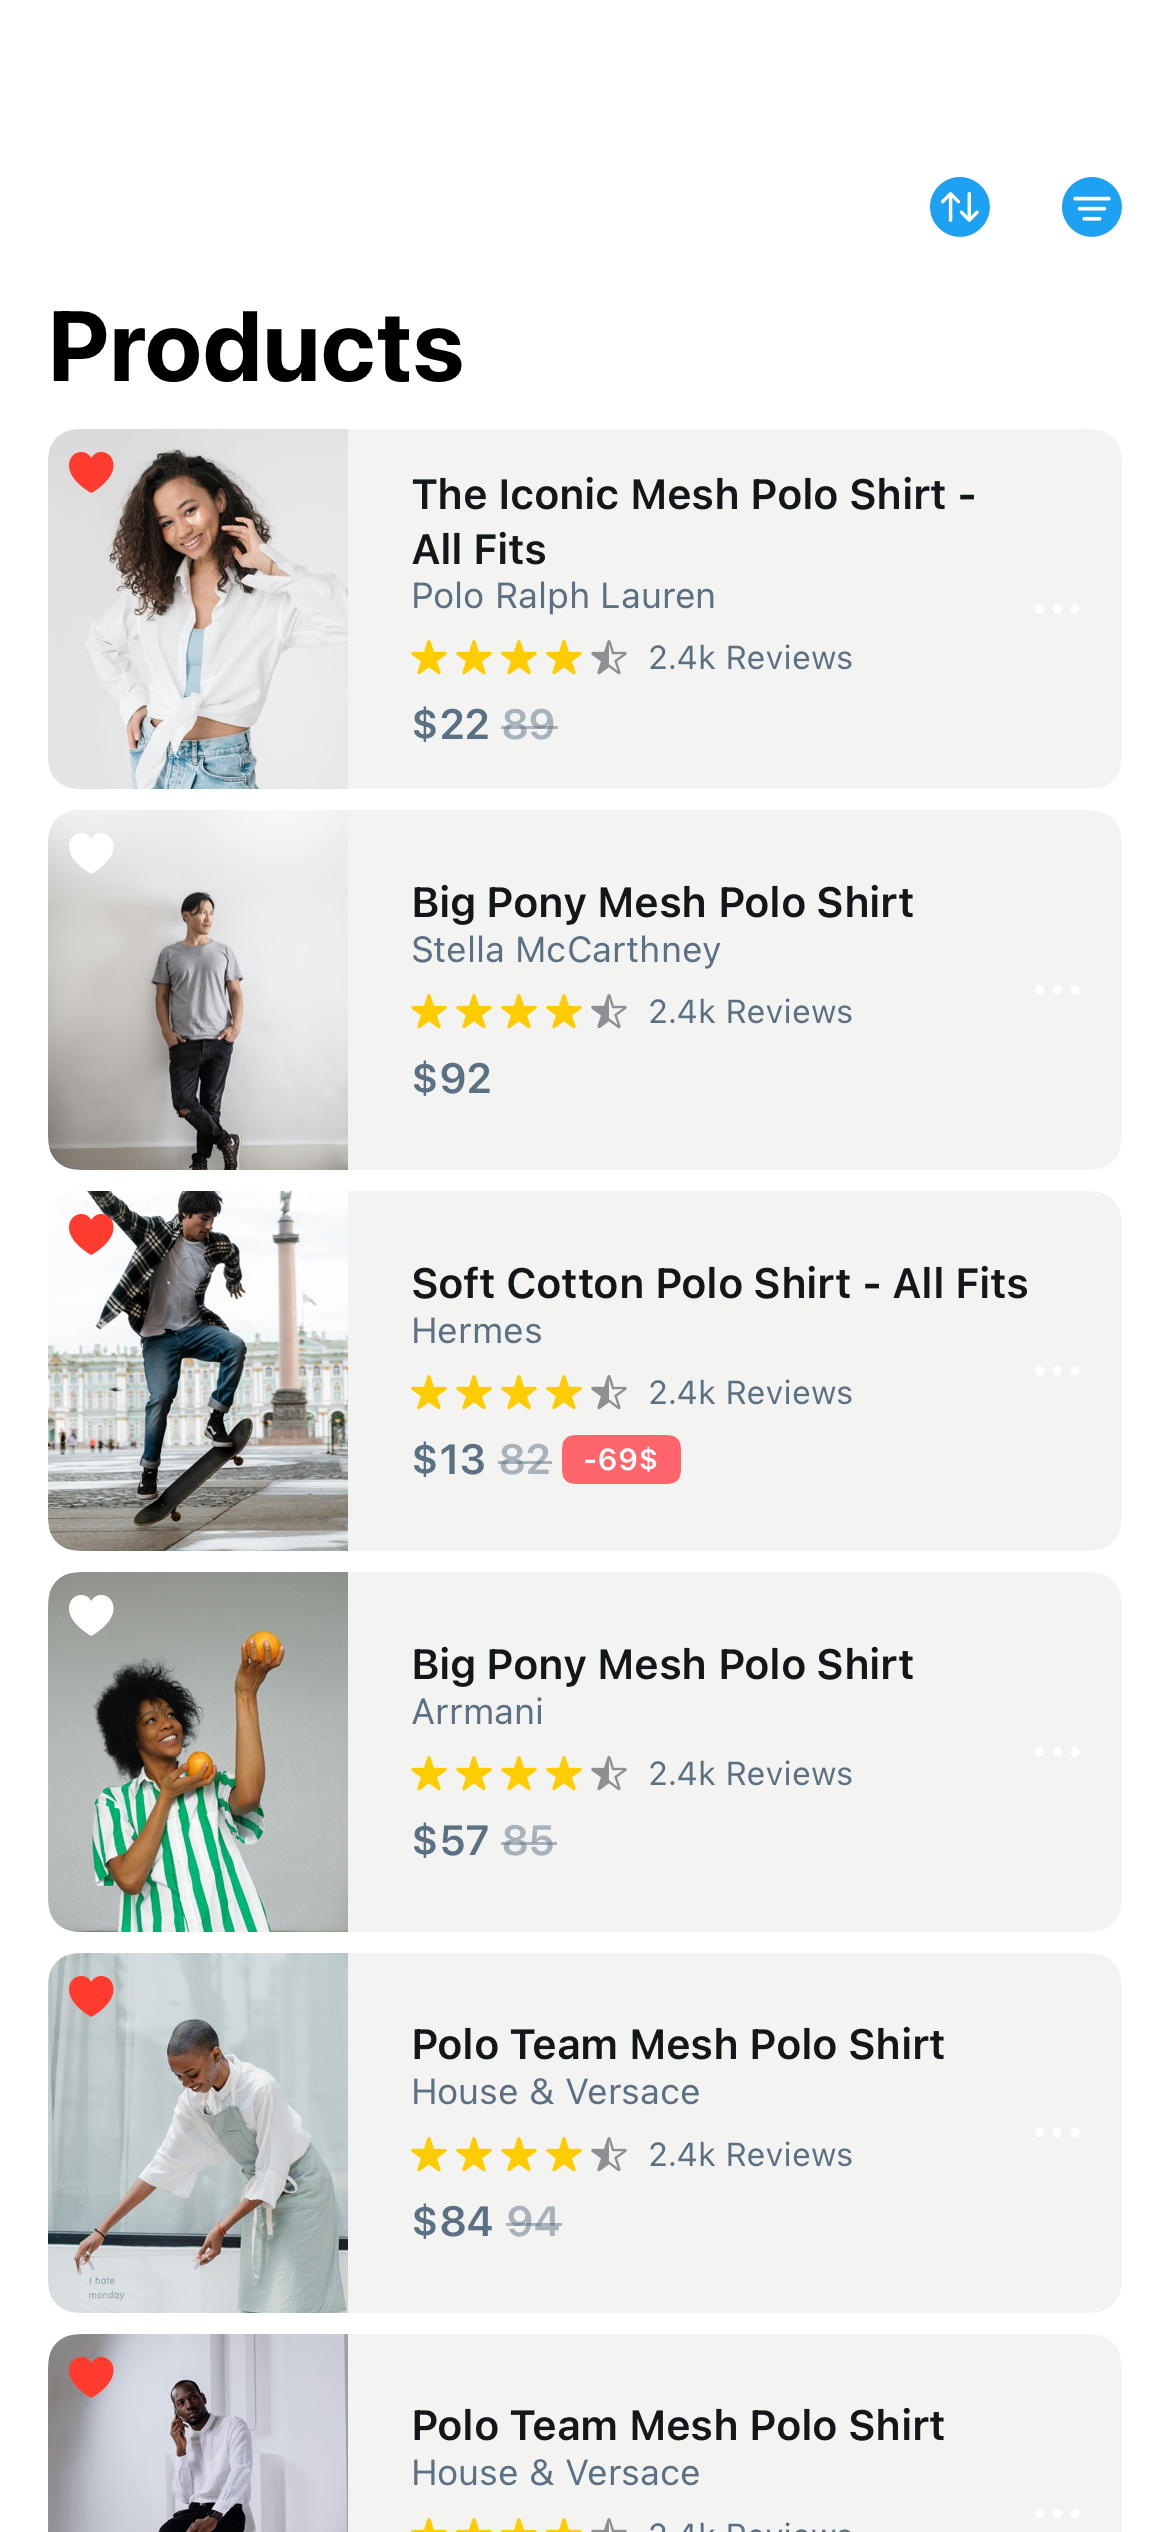 Products
The Iconic Mesh Polo Shirt -
All Fits
Polo Ralph Lauren
2.4k Reviews
$22 89
Big Pony Mesh Polo Shirt
Stella McCarthney
2.4k Reviews
$92
Soft Cotton Polo Shirt - All Fits
Hermes
2.4k Reviews
$13 82 -69$
Big Pony Mesh Polo Shirt
Arrmani
2.4k Reviews
$57 85
Polo Team Mesh Polo Shirt
House & Versace
2.4k Reviews
$84 94
I hate
monday
Polo Team Mesh Polo Shirt
House & Versace
2.4k Reviews